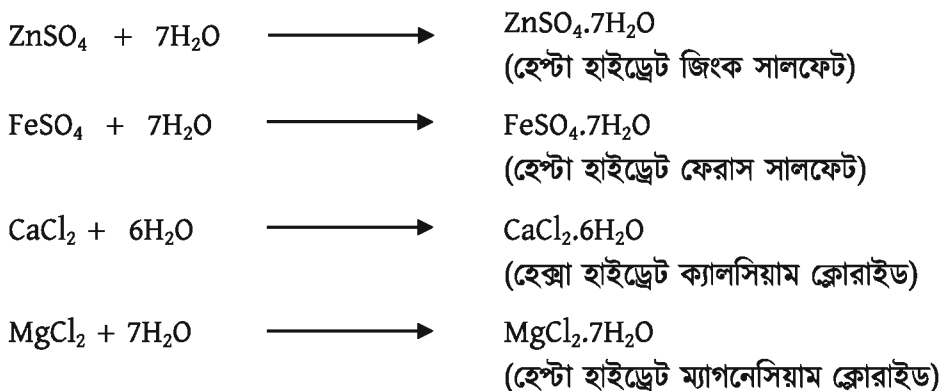 ZnSO₄ + 7H₂O ⟶ ZnSO₄.7H₂O
(হেপ্টা হাইড্রেট জিংক সালফেট)
FeSO₄ + 7H₂O ⟶ FeSO₄.7H₂O
(হেপ্টা হাইড্রেট ফেরাস সালফেট)
CaCl₂ + 6H₂O ⟶ CaCl₂.6H₂O
(হেক্সা হাইড্রেট ক্যালসিয়াম ক্লোরাইড)
MgCl₂ + 7H₂O ⟶ MgCl₂.7H₂O
(হেপ্টা হাইড্রেট ম্যাগনেসিয়াম ক্লোরাইড)